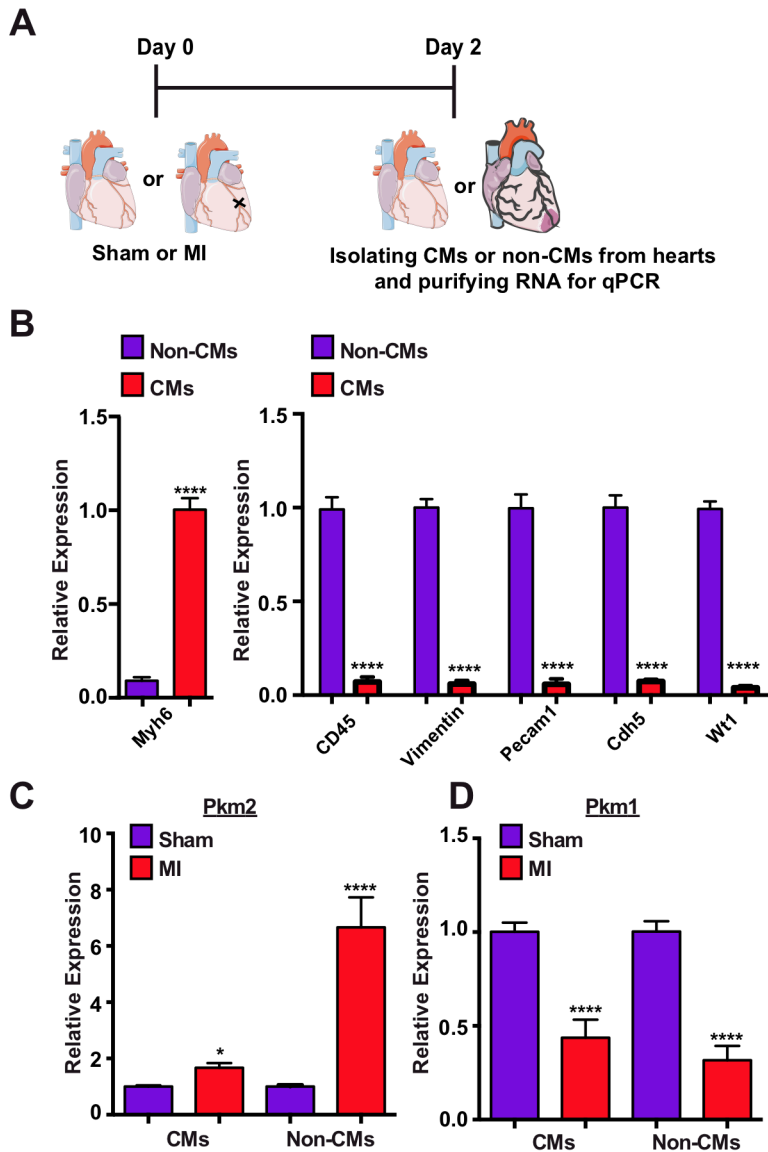 A
Day 0
Day 2
or
or
Sham or MI
Isolating CMs or non-CMs from hearts
and purifying RNA for qPCR
B
Non-CMs
CMs
Non-CMs
CMs
Relative Expression
1.5
1.0
0.5
0.0
****
Myh6
Relative Expression
1.5
1.0
0.5
0.0
****
****
****
****
****
CD45
Vimentin
Pecam1
Cdh5
Wt1
C
Pkm2
Sham
MI
Relative Expression
10
8
6
4
2
0
*
****
CMs
Non-CMs
D
Pkm1
Sham
MI
Relative Expression
1.5
1.0
0.5
0.0
****
****
CMs
Non-CMs